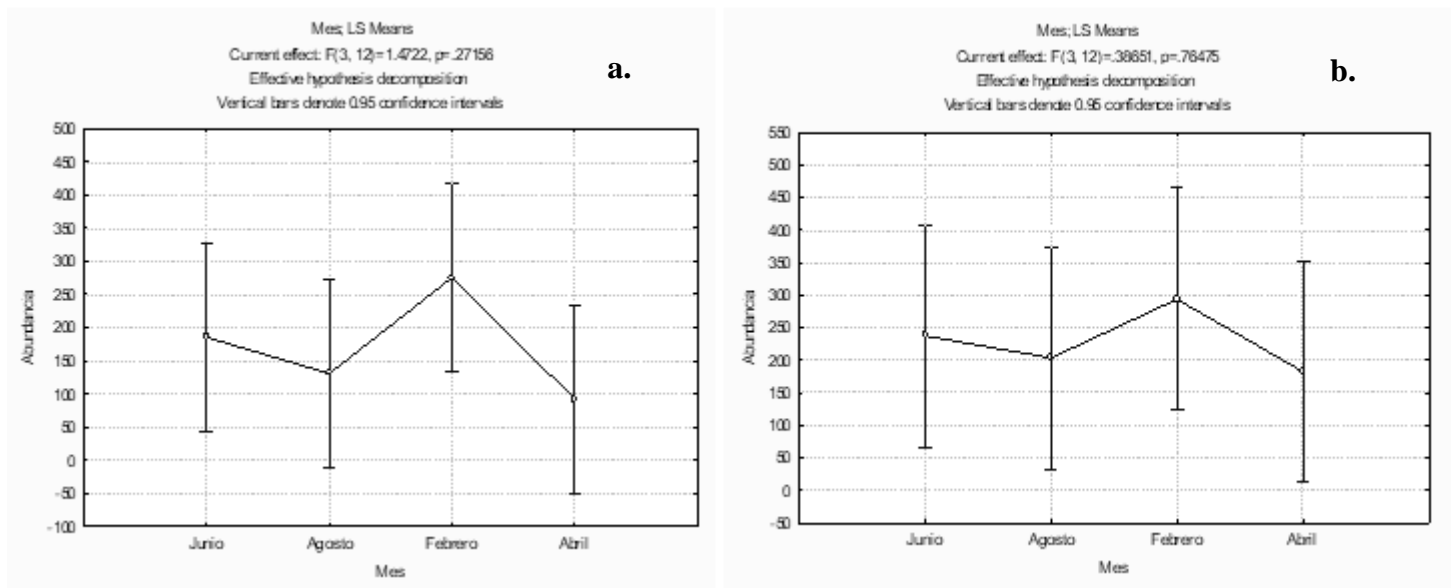 Mes; LS Means
Current effect: F(3, 12)=1.4722, p=.27156
Effective hypothesis decomposition
Vertical bars denote 0.95 confidence intervals
a.
500
450
400
350
300
250
200
150
100
50
0
-50
-100
Abundancia
Junio Agosto Febrero Abril
Mes
Mes; LS Means
Current effect: F(3, 12)=.38651, p=.76475
Effective hypothesis decomposition
Vertical bars denote 0.95 confidence intervals
b.
550
500
450
400
350
300
250
200
150
100
50
0
-50
Abundancia
Junio Agosto Febrero Abril
Mes